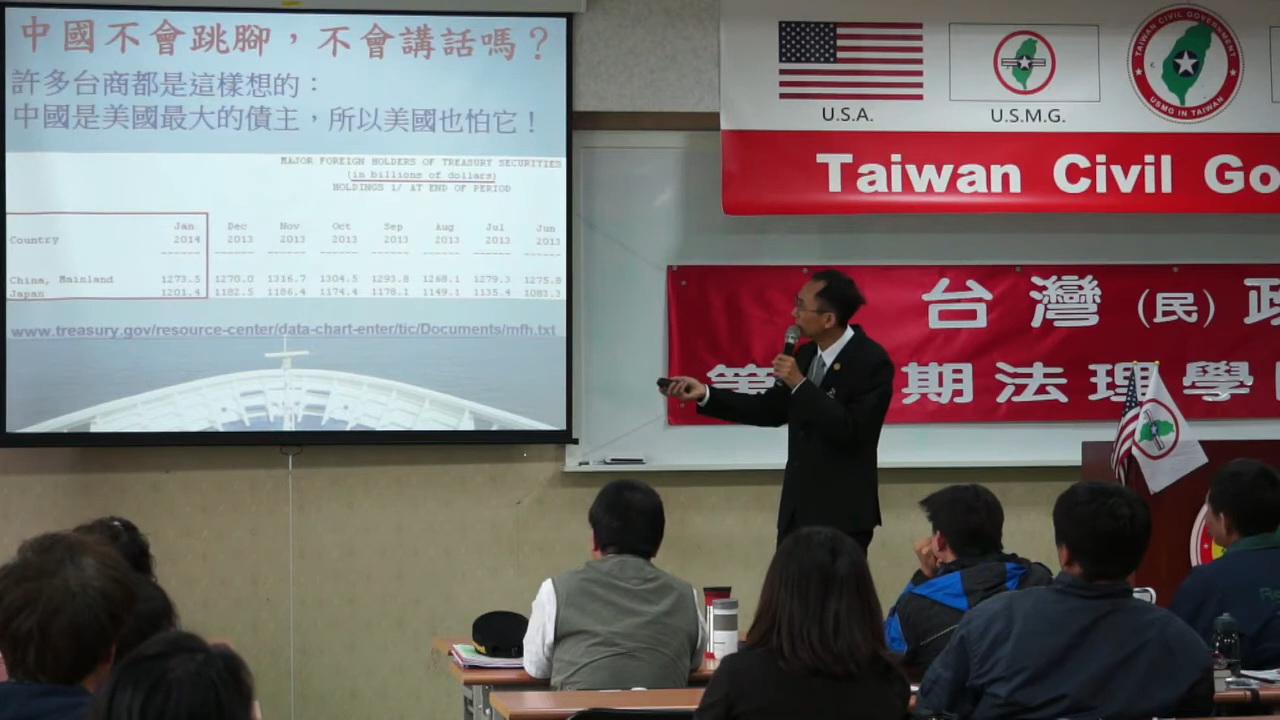 中國不會跳腳，不會講話嗎？
許多台商都是這樣想的：
中國是美國最大的債主，所以美國也怕它！
MAJOR FOREIGN HOLDERS OF TREASURY SECURITIES
(in billions of dollars)
HOLDINGS 1/ AT END OF PERIOD
Jan Dec Nov Oct Sep Aug Jul Jun
Country 2014 2013 2013 2013 2013 2013 2013 2013
------ ------ ------ ------ ------ ------ ------ ------
China, Mainland 1273.5 1270.0 1316.7 1304.5 1293.8 1268.1 1279.3 1275.8
Japan 1201.4 1182.5 1186.4 1174.4 1178.1 1149.1 1135.4 1083.3
www.treasury.gov/resource-center/data-chart-enter/tic/Documents/mfh.txt
U.S.A.
U.S.M.G.
TAIWAN CIVIL GOVERNMENT
USMG IN TAIWAN
Taiwan Civil Go
台灣(民)政
第 期法理學